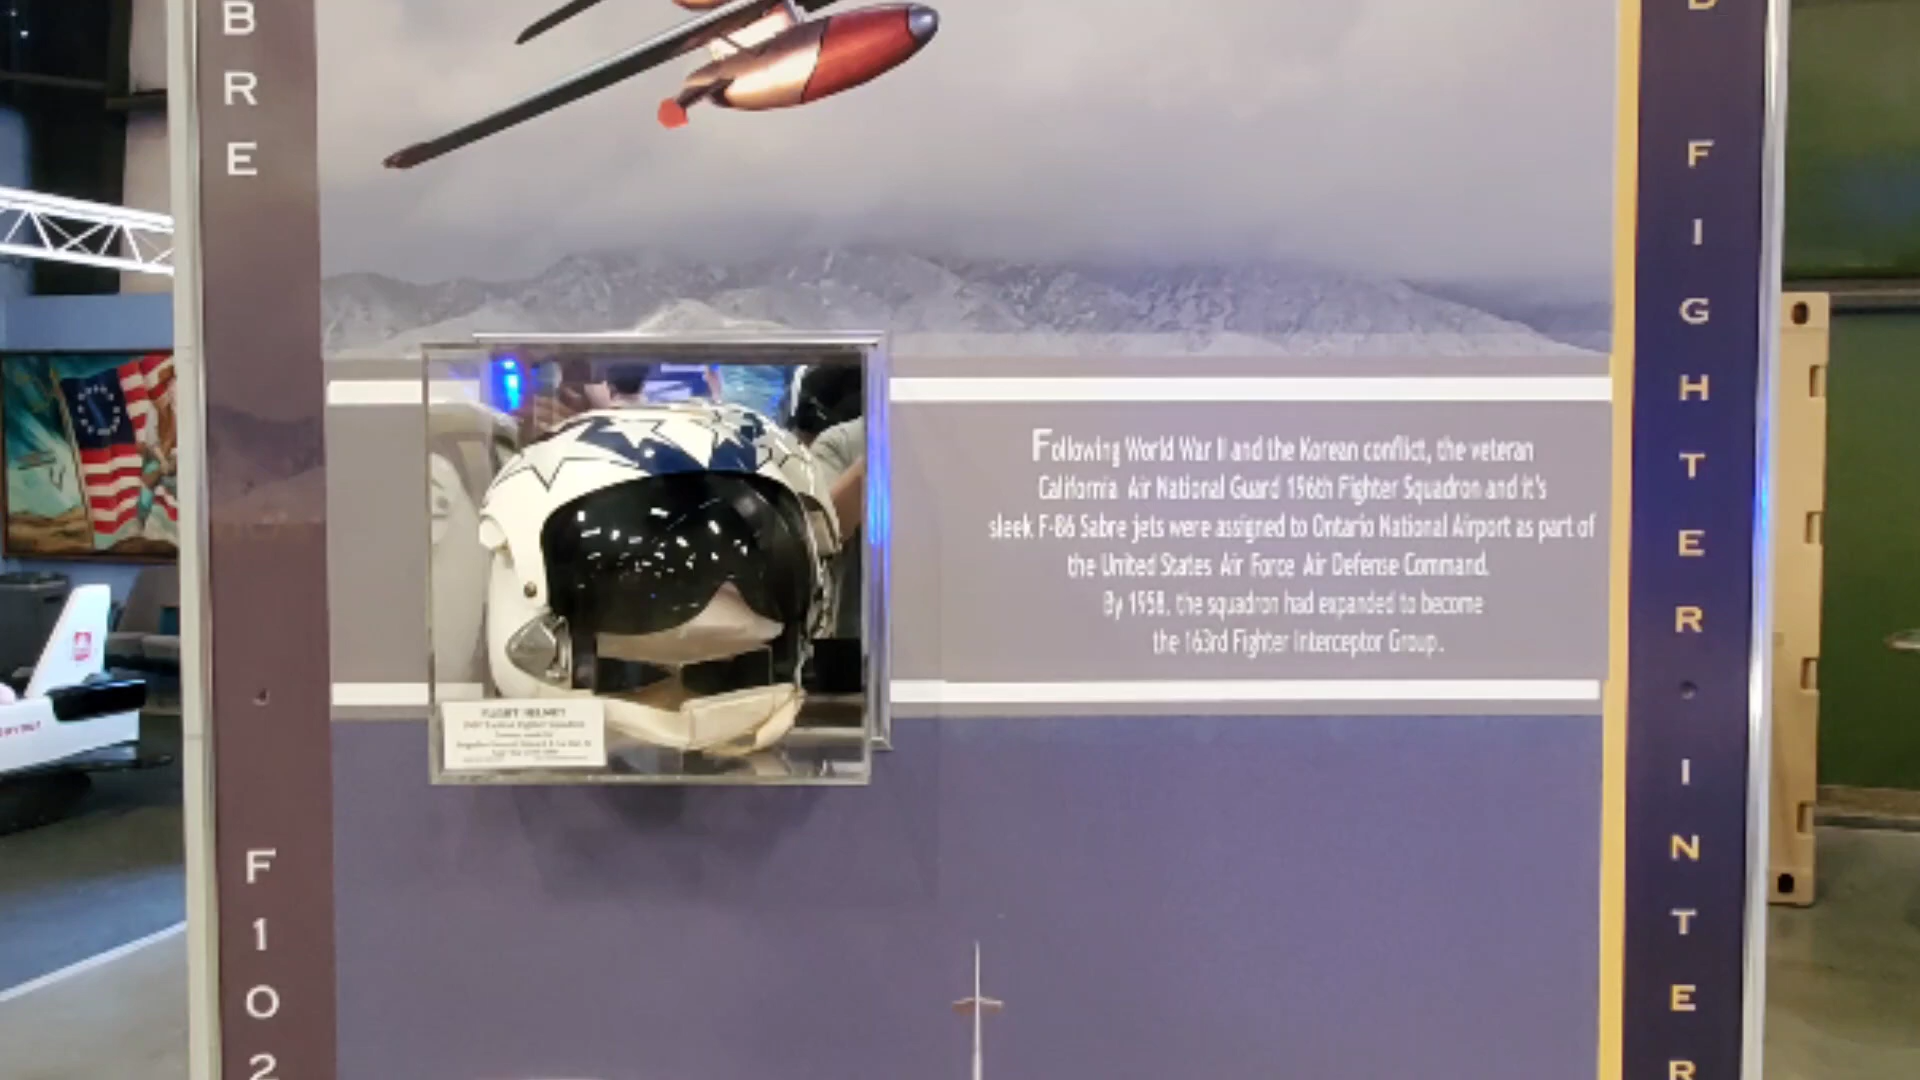 B
R
E
F
1
0
2
FLIGHT HELMET
Following World War II and the Korean conflict, the veteran
California Air National Guard 196th Fighter Squadron and it's
sleek F-86 Sabre jets were assigned to Ontario National Airport as part of
the United States Air Force Air Defense Command.
By 1958, the squadron had expanded to become
the 163rd Fighter Interceptor Group.
D
F
I
G
H
T
E
R
I
N
T
E
R